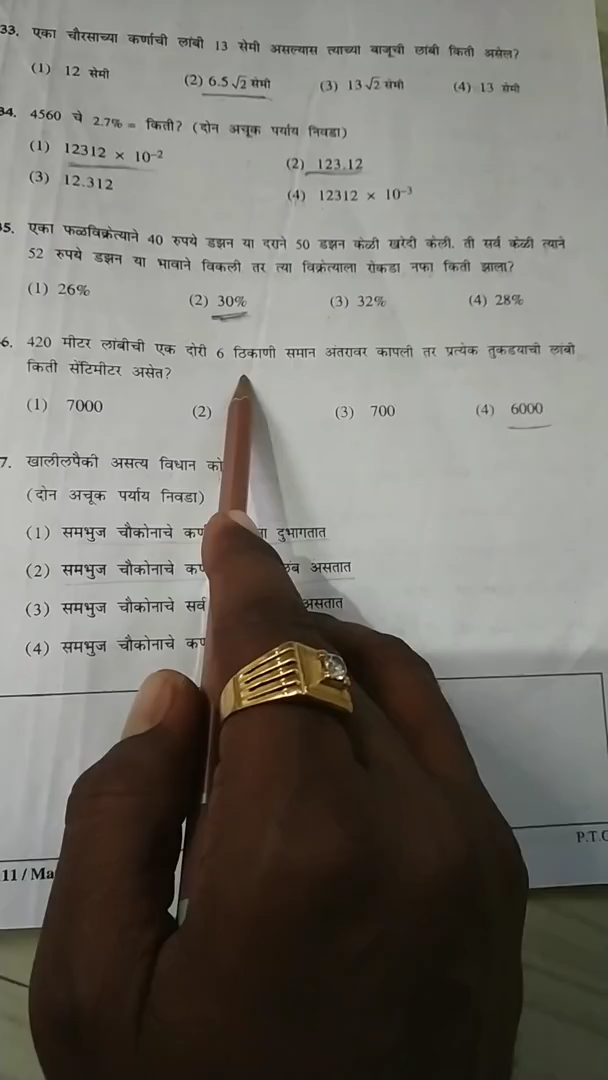 33. एका चौरसाच्या कर्णाची लांबी 13 सेमी असल्यास त्याच्या बाजूची लांबी किती असेल?
(1) 12 सेमी (2) 6.5√2 सेमी (3) 13√2 सेमी (4) 13 सेमी
34. 4560 चे 2.7% = किती? (दोन अचूक पर्याय निवडा)
(1) 12312 × 10⁻² (2) 123.12
(3) 12.312 (4) 12312 × 10⁻³
35. एका फळविक्रेत्याने 40 रुपये डझन या दराने 50 डझन केळी खरेदी केली. ती सर्व केळी त्याने
52 रुपये डझन या भावाने विकली तर त्या विक्रेत्याला शेकडा नफा किती झाला?
(1) 26% (2) 30% (3) 32% (4) 28%
6. 420 मीटर लांबीची एक दोरी 6 ठिकाणी समान अंतरावर कापली तर प्रत्येक तुकडयाची लांबी
किती सेंटिमीटर असेत?
(1) 7000 (2) (3) 700 (4) 6000
7. खालीलपैकी असत्य विधान
(दोन अचूक पर्याय निवडा)
(1) समभुज चौकोनाचे दुभागतात
(2) समभुज चौकोनाचे असतात
(3) समभुज चौकोनाचे सर्व असतात
(4) समभुज चौकोनाचे
P.T.O
11 / Ma